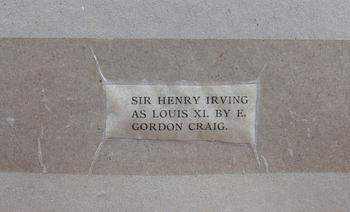 SIR HENRY IRVING
AS LOUIS XI. BY E.
GORDON CRAIG.